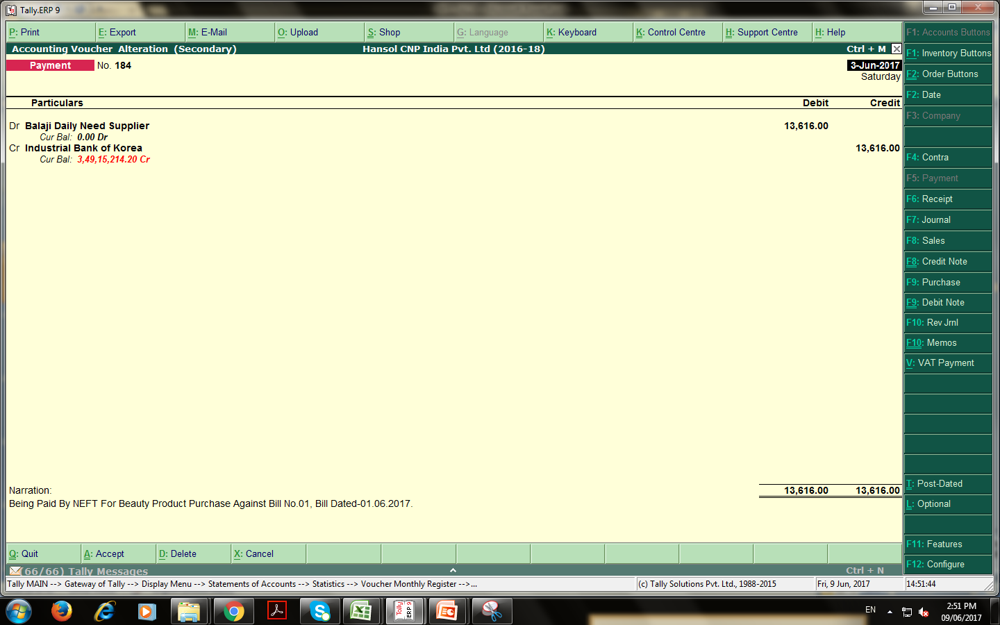 Tally.ERP 9
P: Print E: Export M: E-Mail O: Upload S: Shop G: Language K: Keyboard K: Control Centre H: Support Centre H: Help
Accounting Voucher Alteration (Secondary) Hansol CNP India Pvt. Ltd (2016-18) Ctrl + M
Payment No. 184 3-Jun-2017
Saturday
Particulars Debit Credit
Dr Balaji Daily Need Supplier 13,616.00
Cur Bal: 0.00 Dr
Cr Industrial Bank of Korea 13,616.00
Cur Bal: 3,49,15,214.20 Cr
Narration: 13,616.00 13,616.00
Being Paid By NEFT For Beauty Product Purchase Against Bill No.01, Bill Dated-01.06.2017.
F1: Accounts Buttons
F1: Inventory Buttons
F2: Order Buttons
F2: Date
F3: Company
F4: Contra
F5: Payment
F6: Receipt
F7: Journal
F8: Sales
F8: Credit Note
F9: Purchase
F9: Debit Note
F10: Rev Jrnl
F10: Memos
V: VAT Payment
T: Post-Dated
L: Optional
F11: Features
F12: Configure
Q: Quit A: Accept D: Delete X: Cancel
(66/66) Tally Messages Ctrl + N
Tally MAIN --> Gateway of Tally --> Display Menu --> Statements of Accounts --> Statistics --> Voucher Monthly Register -->... (c) Tally Solutions Pvt. Ltd., 1988-2015 Fri, 9 Jun, 2017 14:51:44
Tally ERP 9
EN 2:51 PM
09/06/2017